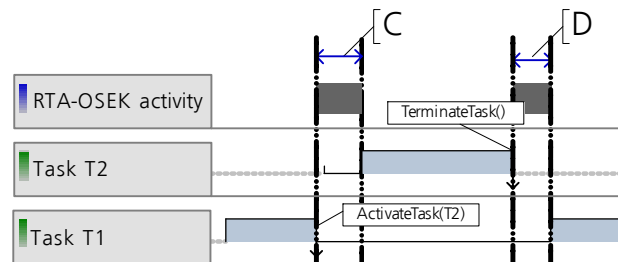 C
D
RTA-OSEK activity
TerminateTask()
Task T2
ActivateTask(T2)
Task T1